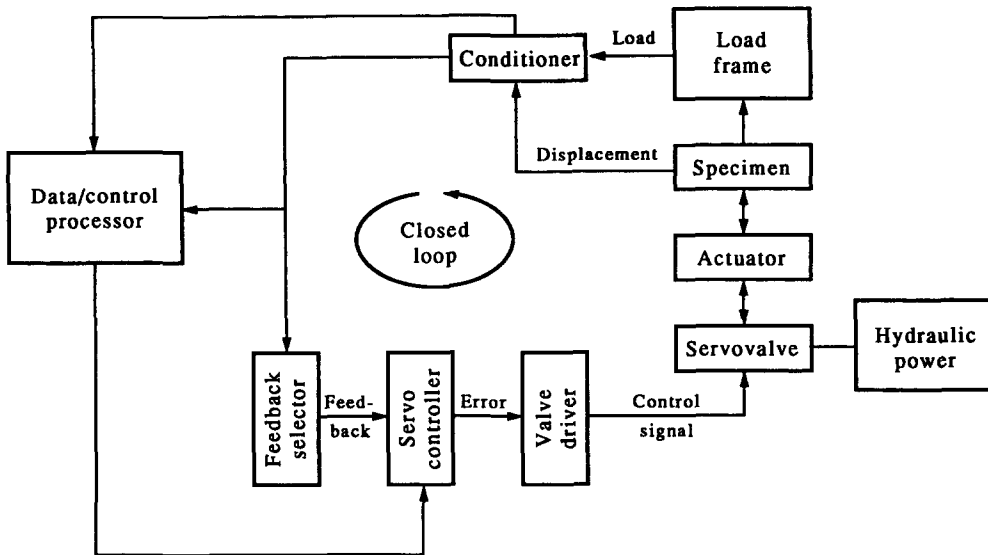 Load
Load
frame
Conditioner
Displacement
Specimen
Data/control
processor
Closed
loop
Actuator
Servovalve
Hydraulic
power
Feedback
selector
Feed-
back
Servo
controller
Error
Valve
driver
Control
signal